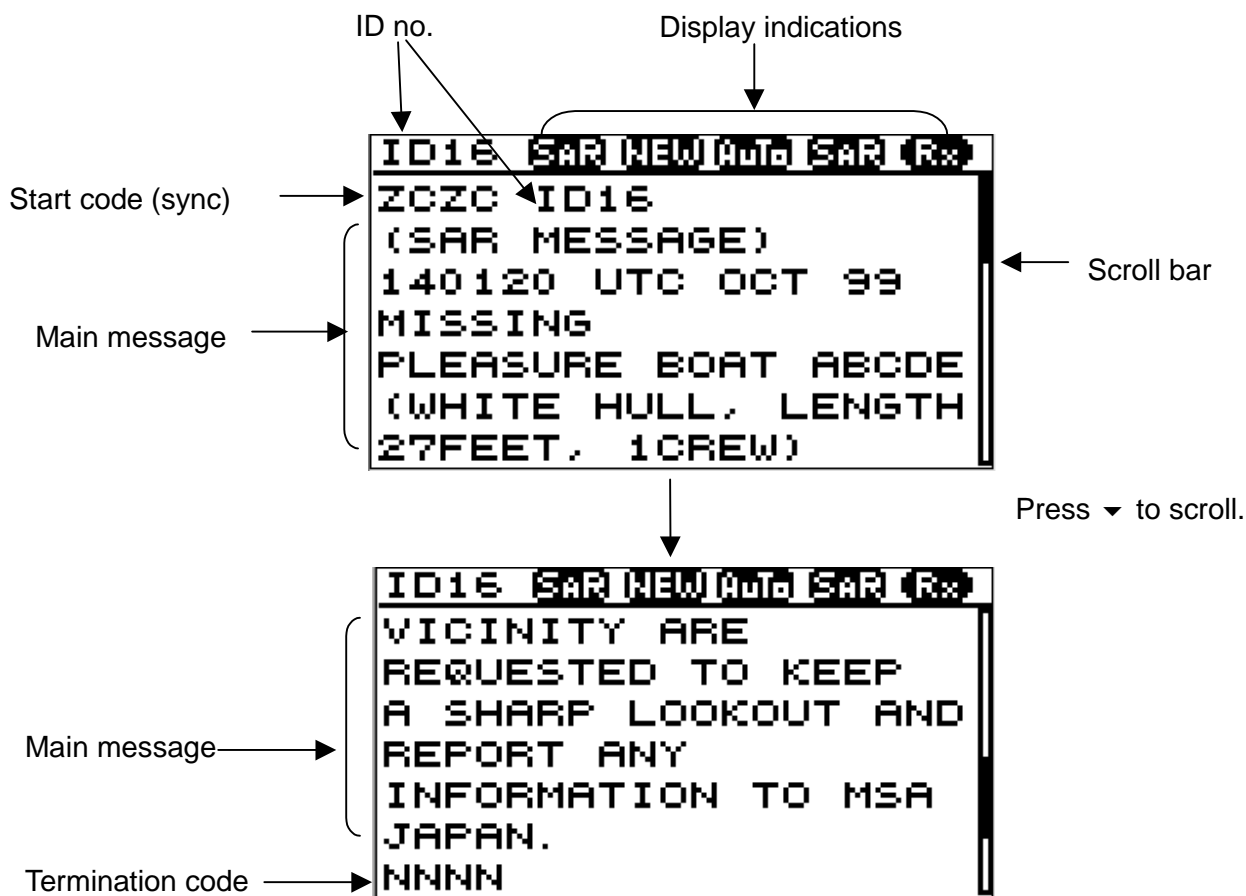 ID no.
Display indications
ID16 SAR NEW AuTo SAR Rx
Start code (sync)
ZCZC ID16
(SAR MESSAGE)
140120 UTC OCT 99
Scroll bar
MISSING
Main message
PLEASURE BOAT ABCDE
(WHITE HULL, LENGTH
27FEET, 1CREW)
Press ▼ to scroll.
ID16 SAR NEW AuTo SAR Rx
VICINITY ARE
REQUESTED TO KEEP
A SHARP LOOKOUT AND
Main message
REPORT ANY
INFORMATION TO MSA
JAPAN.
Termination code
NNNN